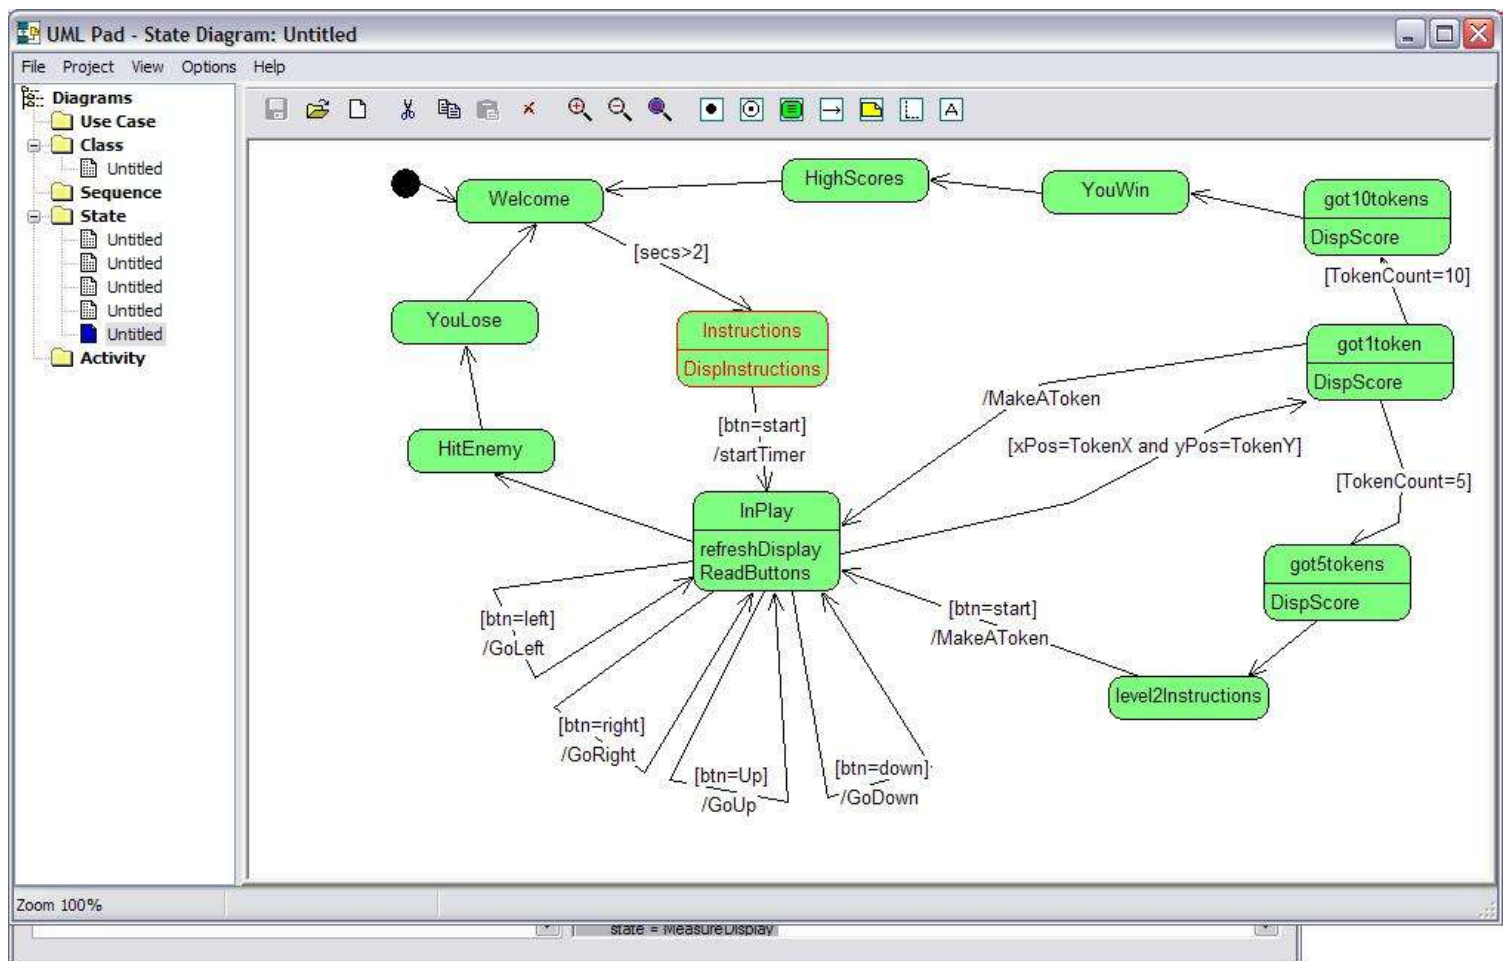 UML Pad - State Diagram: Untitled
File Project View Options Help
Diagrams
Use Case
Class
Untitled
Sequence
State
Untitled
Untitled
Untitled
Untitled
Untitled
Activity
A
Welcome
HighScores
YouWin
got10tokens
DispScore
[secs>2]
[TokenCount=10]
YouLose
Instructions
DispInstructions
got1token
DispScore
/MakeAToken
[btn=start]
/startTimer
HitEnemy
[xPos=TokenX and yPos=TokenY]
[TokenCount=5]
InPlay
refreshDisplay
ReadButtons
got5tokens
DispScore
[btn=left]
/GoLeft
[btn=start]
/MakeAToken
level2Instructions
[btn=right]
/GoRight
[btn=Up]
/GoUp
[btn=down]
/GoDown
Zoom 100%
state = MeasureDisplay